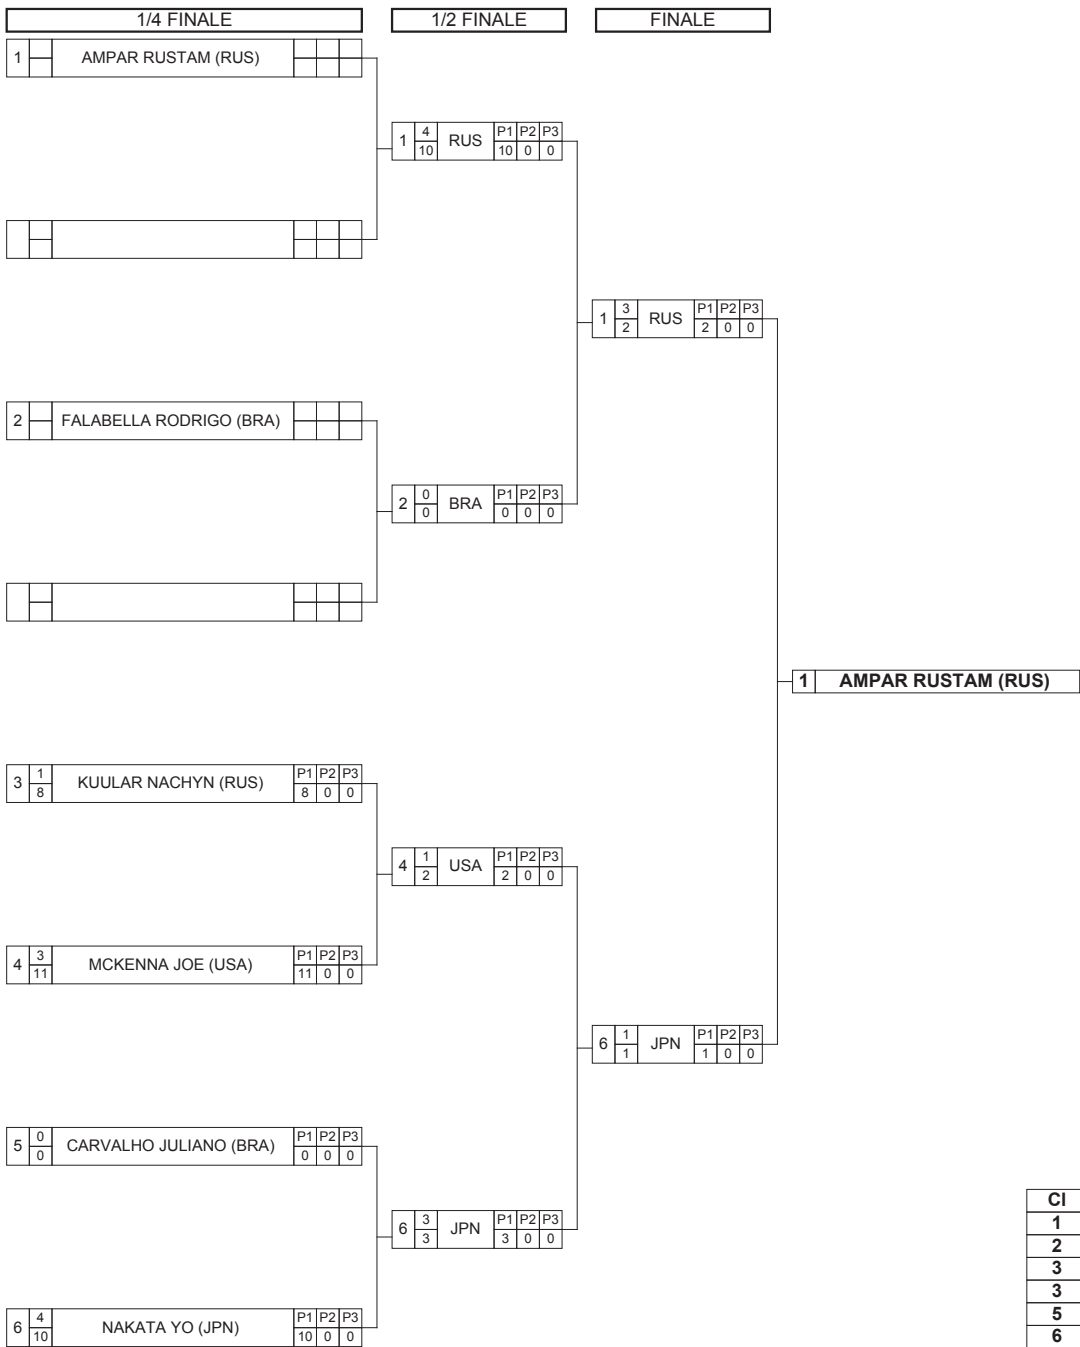 1/4 FINALE 1/2 FINALE FINALE
1 AMPAR RUSTAM (RUS)
1 4 10 RUS P1 P2 P3 10 0 0
1 3 2 RUS P1 P2 P3 2 0 0
2 FALABELLA RODRIGO (BRA)
2 0 0 BRA P1 P2 P3 0 0 0
1 AMPAR RUSTAM (RUS)
3 1 8 KUULAR NACHYN (RUS) P1 P2 P3 8 0 0
4 1 2 USA P1 P2 P3 2 0 0
4 3 11 MCKENNA JOE (USA) P1 P2 P3 11 0 0
6 1 1 JPN P1 P2 P3 1 0 0
5 0 0 CARVALHO JULIANO (BRA) P1 P2 P3 0 0 0
6 3 3 JPN P1 P2 P3 3 0 0
6 4 10 NAKATA YO (JPN) P1 P2 P3 10 0 0
Cl
1
2
3
3
5
6